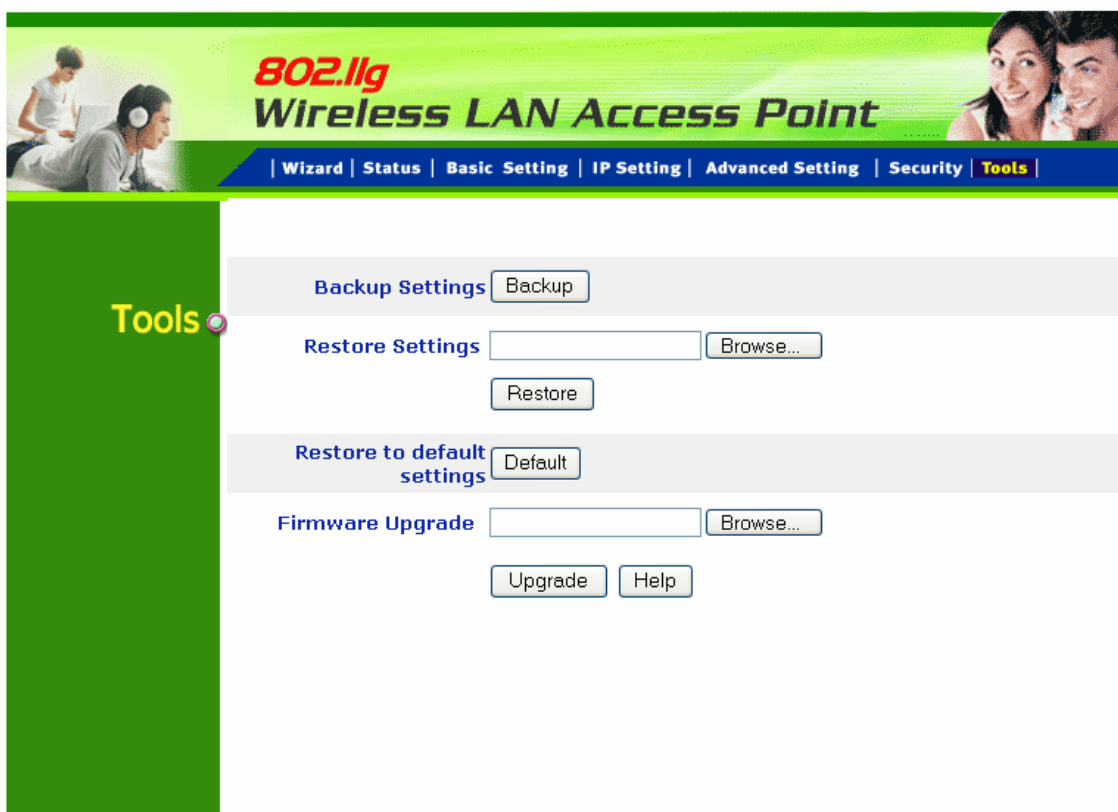 802.11g
Wireless LAN Access Point
| Wizard | Status | Basic Setting | IP Setting | Advanced Setting | Security | Tools |
Tools
Backup Settings Backup
Restore Settings Browse...
Restore
Restore to default
settings Default
Firmware Upgrade Browse...
Upgrade Help